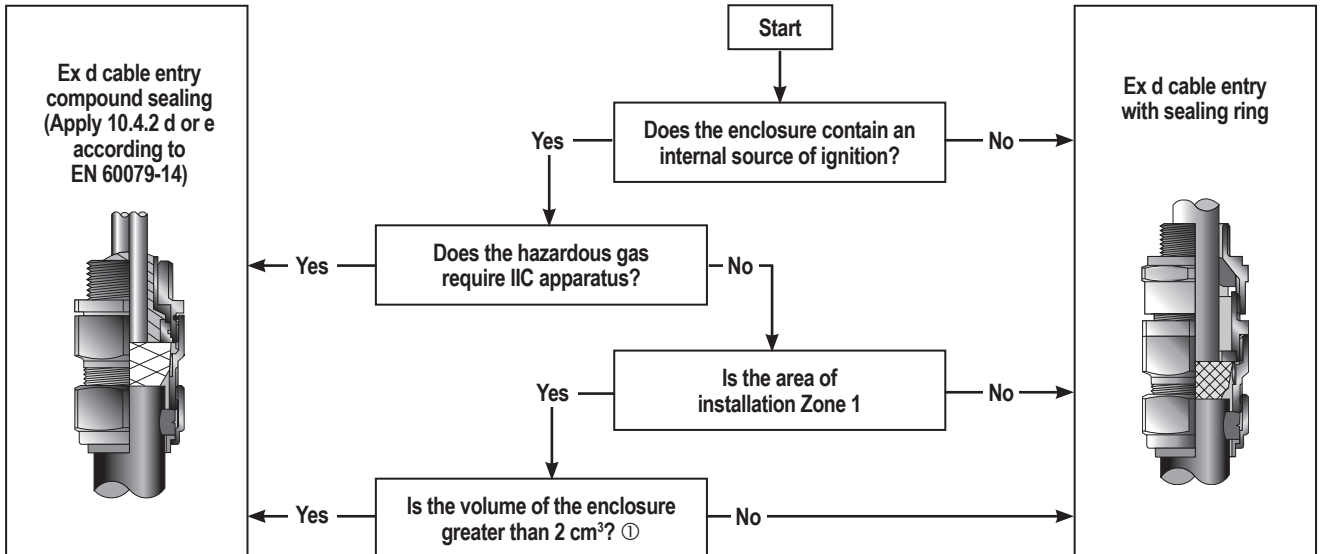 Start
Ex d cable entry
compound sealing
(Apply 10.4.2 d or e
according to
EN 60079-14)
Ex d cable entry
with sealing ring
Does the enclosure contain an
internal source of ignition?
Yes
No
Does the hazardous gas
require IIC apparatus?
Yes
No
Is the area of
installation Zone 1
Yes
No
Is the volume of the enclosure
greater than 2 cm³? ①
Yes
No